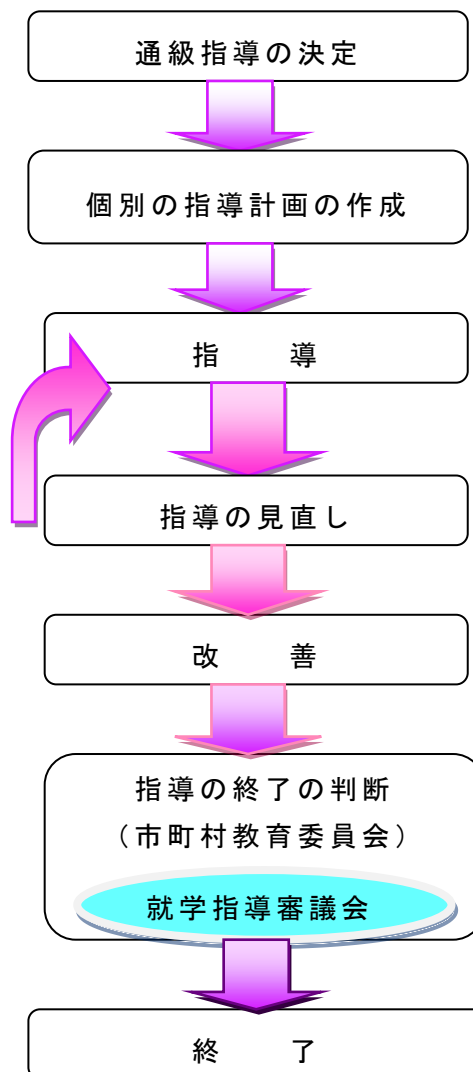 通級指導の決定
個別の指導計画の作成
指　　導
指導の見直し
改　　善
指導の終了の判断
（市町村教育委員会）
就学指導審議会
終　　了